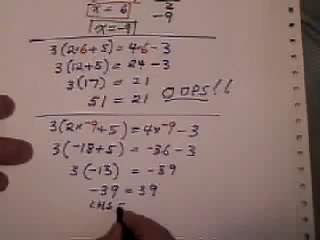 x = 6
2
-9
x = -9
3(2·6+5) = 4·6-3
3(12+5) = 24-3
3(17) = 21
51 = 21 OOPS!!
3(2x-9+5) = 4x-9-3
3(-18+5) = -36-3
3(-13) = -39
-39 = 39
LHS =